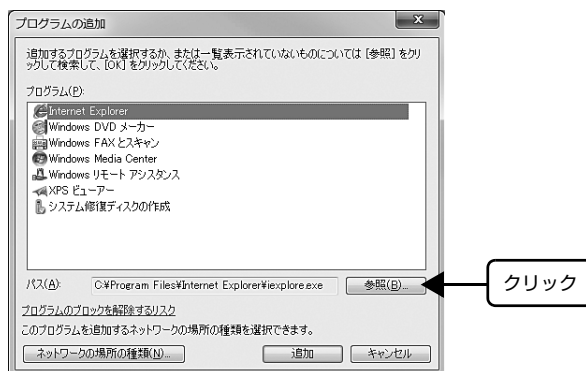 プログラムの追加
追加するプログラムを選択するか、または一覧表示されていないものについては [参照] をクリ
ックして検索して、[OK] をクリックしてください。
プログラム(P):
Internet Explorer
Windows DVD メーカー
Windows FAX とスキャン
Windows Media Center
Windows リモート アシスタンス
XPS ビューアー
システム修復ディスクの作成
パス(A):
C:¥Program Files¥Internet Explorer¥iexplore.exe
参照(B)...
クリック
プログラムのブロックを解除するリスク
このプログラムを追加するネットワークの場所の種類を選択できます。
ネットワークの場所の種類(N)...
追加
キャンセル